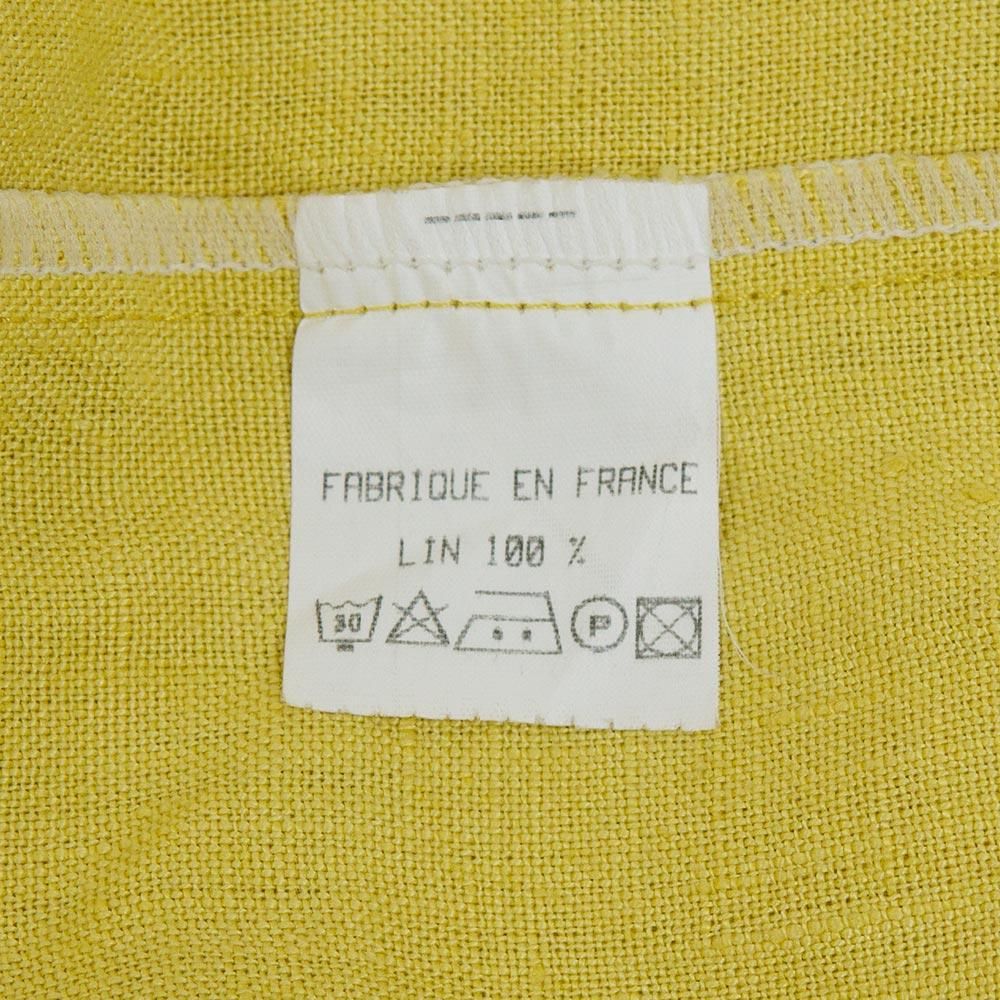 FABRIQUE EN FRANCE
LIN 100 %
30 P